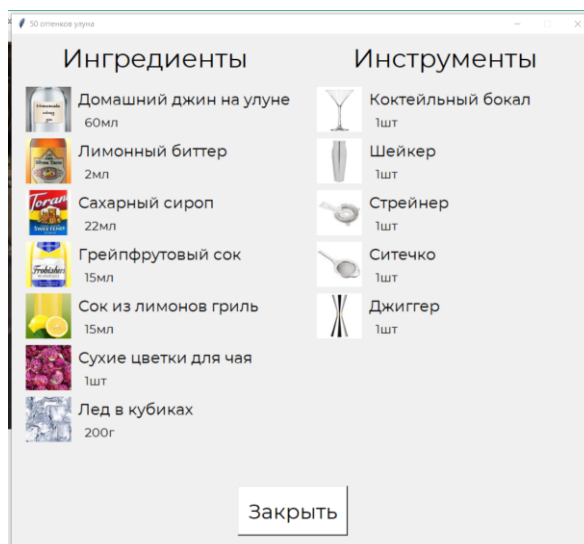 50 оттенков улуна
Ингредиенты
Домашний джин на улуне
60мл
Лимонный биттер
2мл
Сахарный сироп
22мл
Грейпфрутовый сок
15мл
Сок из лимонов гриль
15мл
Сухие цветки для чая
1шт
Лед в кубиках
200г
Инструменты
Коктейльный бокал
1шт
Шейкер
1шт
Стрейнер
1шт
Ситечко
1шт
Джиггер
1шт
Torani
Frobishers
Закрыть